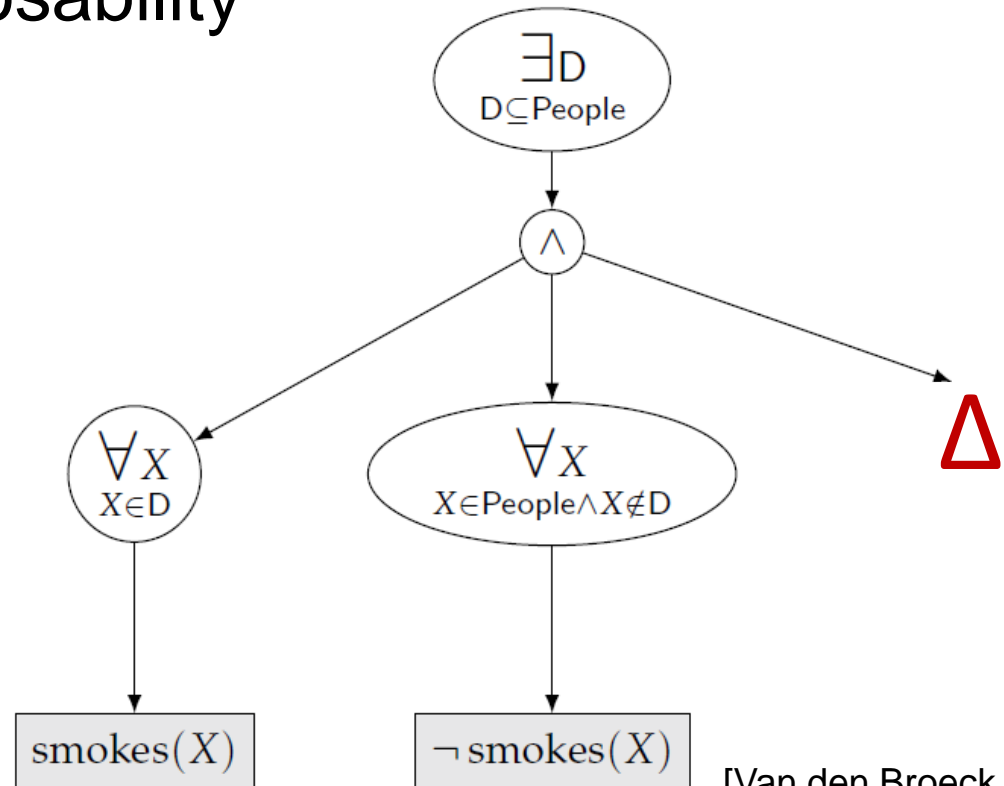 ∃D
D⊆People
∧
∀X
X∈D
∀X
X∈People∧X∉D
Δ
smokes(X)
¬ smokes(X)